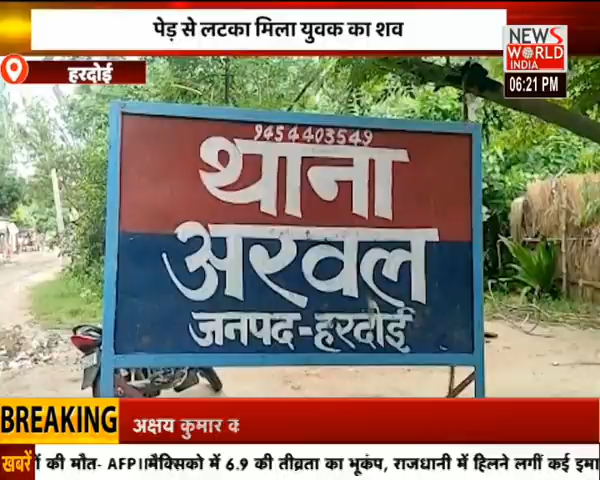 पेड़ से लटका मिला युवक का शव
हरदोई
NEWS
WORLD
INDIA
06:21 PM
9454403549
थाना
अरवल
जनपद-हरदोई
BREAKING
अक्षय कुमार क
खबरें
ं की मौत- AFP||मैक्सिको में 6.9 की तीव्रता का भूकंप, राजधानी में हिलने लगीं कई इमा